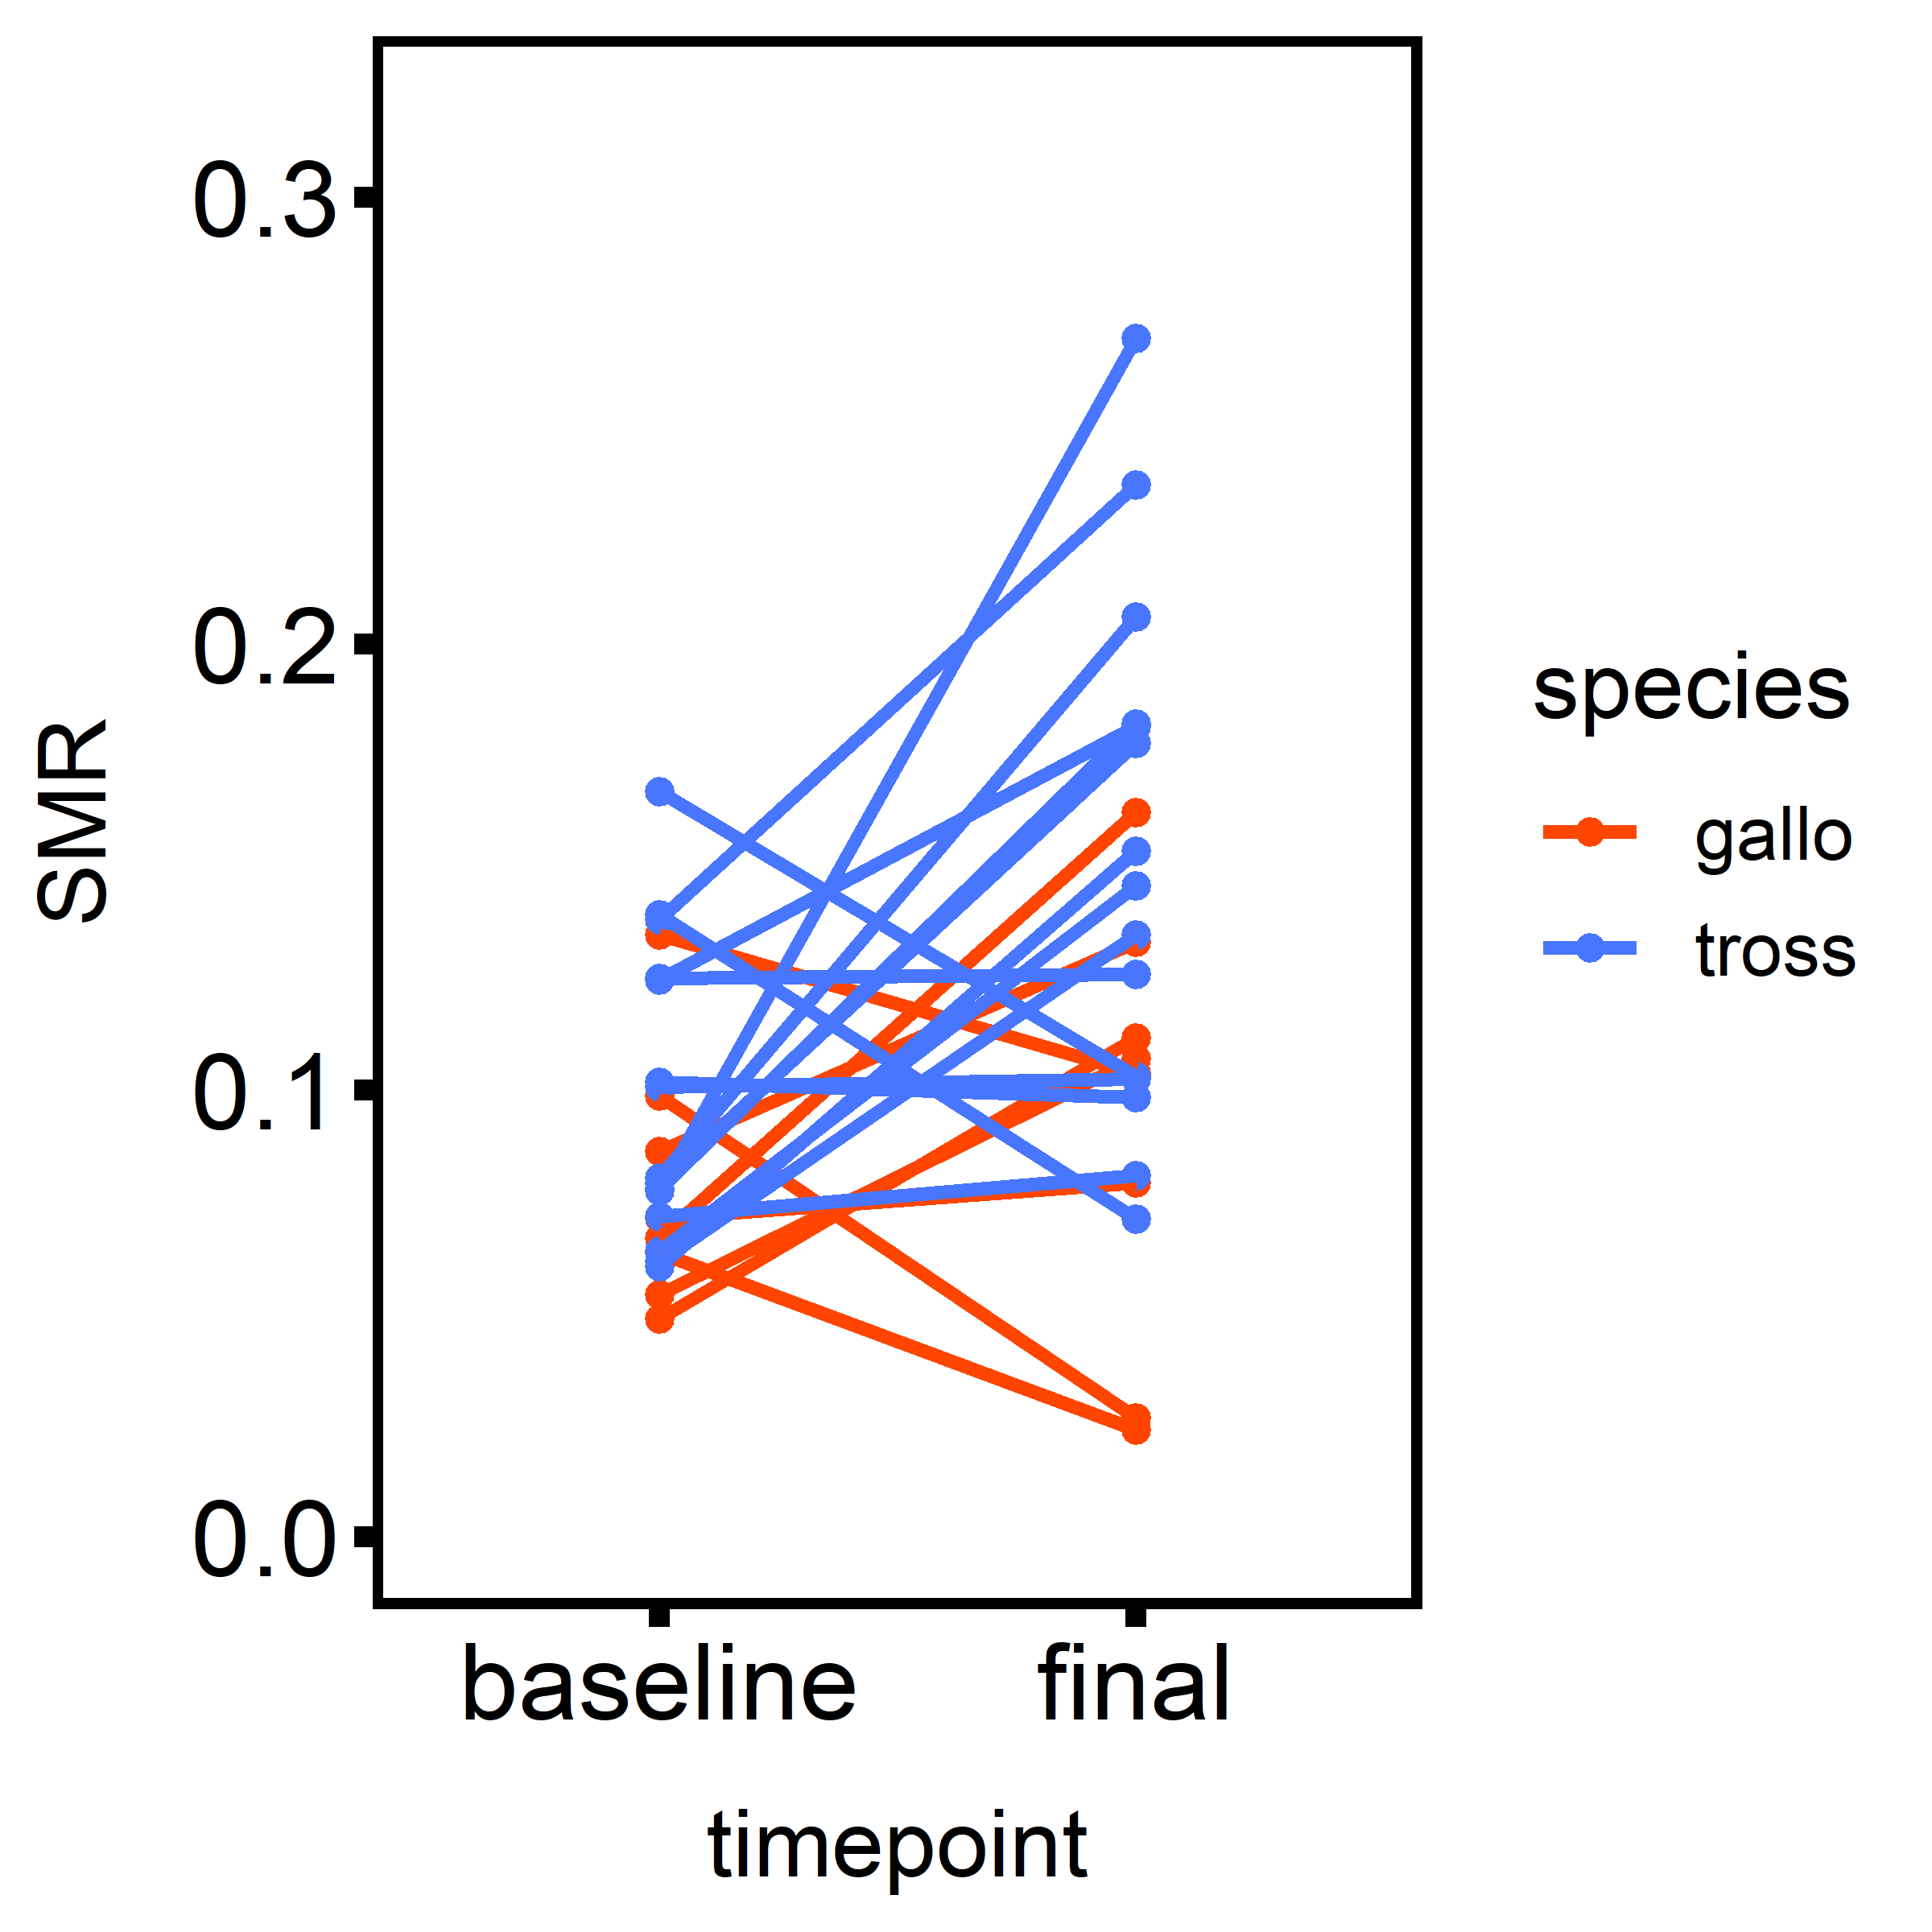 SMR
0.3
0.2
0.1
0.0
baseline final
timepoint
species
gallo
tross